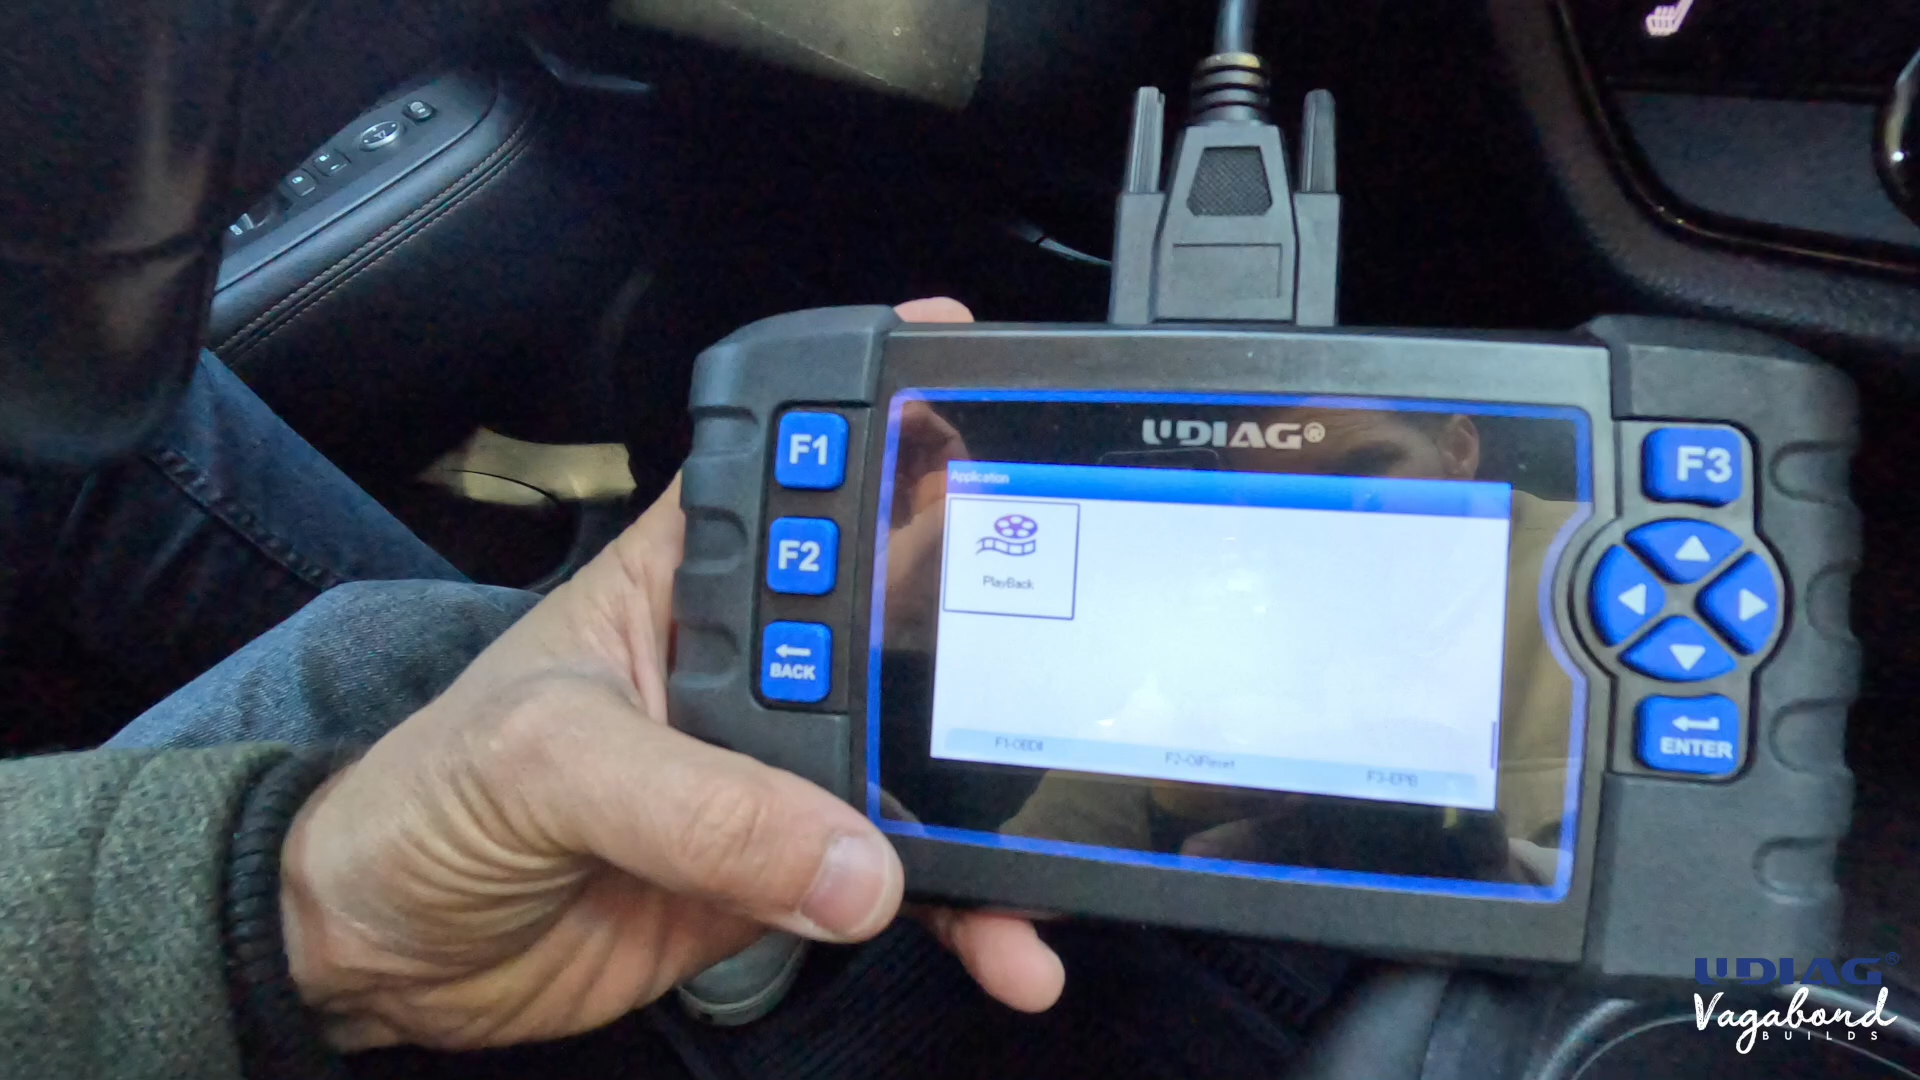 UDIAG®
F1
F2
BACK
F3
ENTER
Application
PlayBack
F1-OBDII
F2-OilReset
F3-EPB
UDIAG®
Vagabond
BUILDS